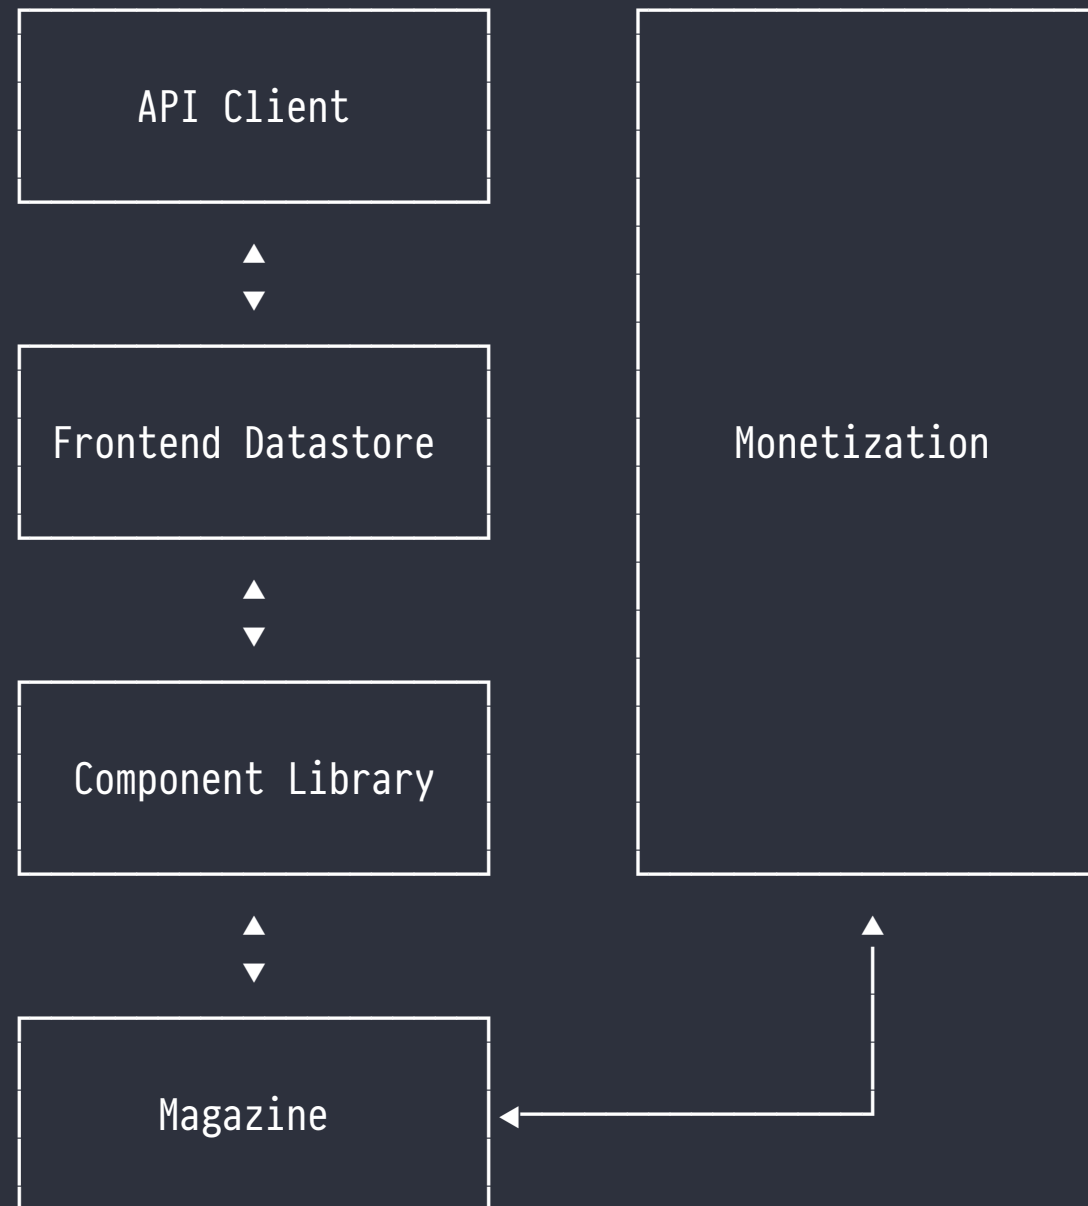 API Client
Frontend Datastore
Monetization
Component Library
Magazine